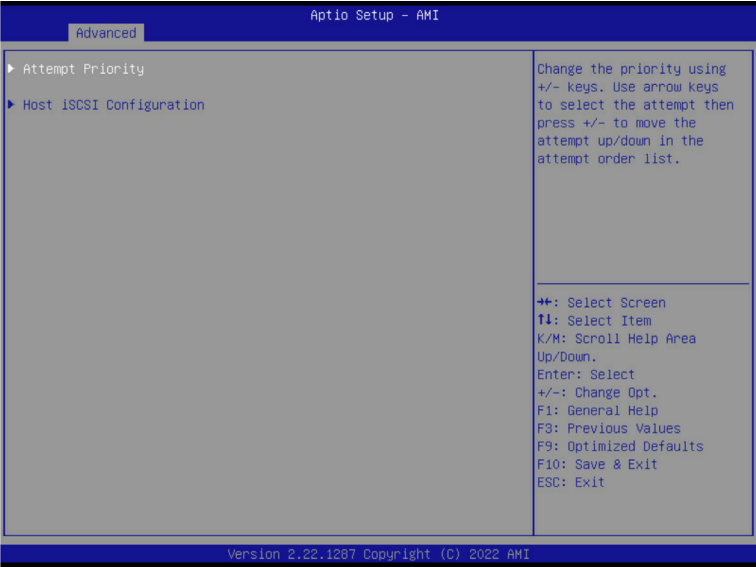 Aptio Setup – AMI
Advanced
▶ Attempt Priority
▶ Host iSCSI Configuration
Change the priority using
+/– keys. Use arrow keys
to select the attempt then
press +/– to move the
attempt up/down in the
attempt order list.
→←: Select Screen
↑↓: Select Item
K/M: Scroll Help Area
Up/Down.
Enter: Select
+/–: Change Opt.
F1: General Help
F3: Previous Values
F9: Optimized Defaults
F10: Save & Exit
ESC: Exit
Version 2.22.1287 Copyright (C) 2022 AMI